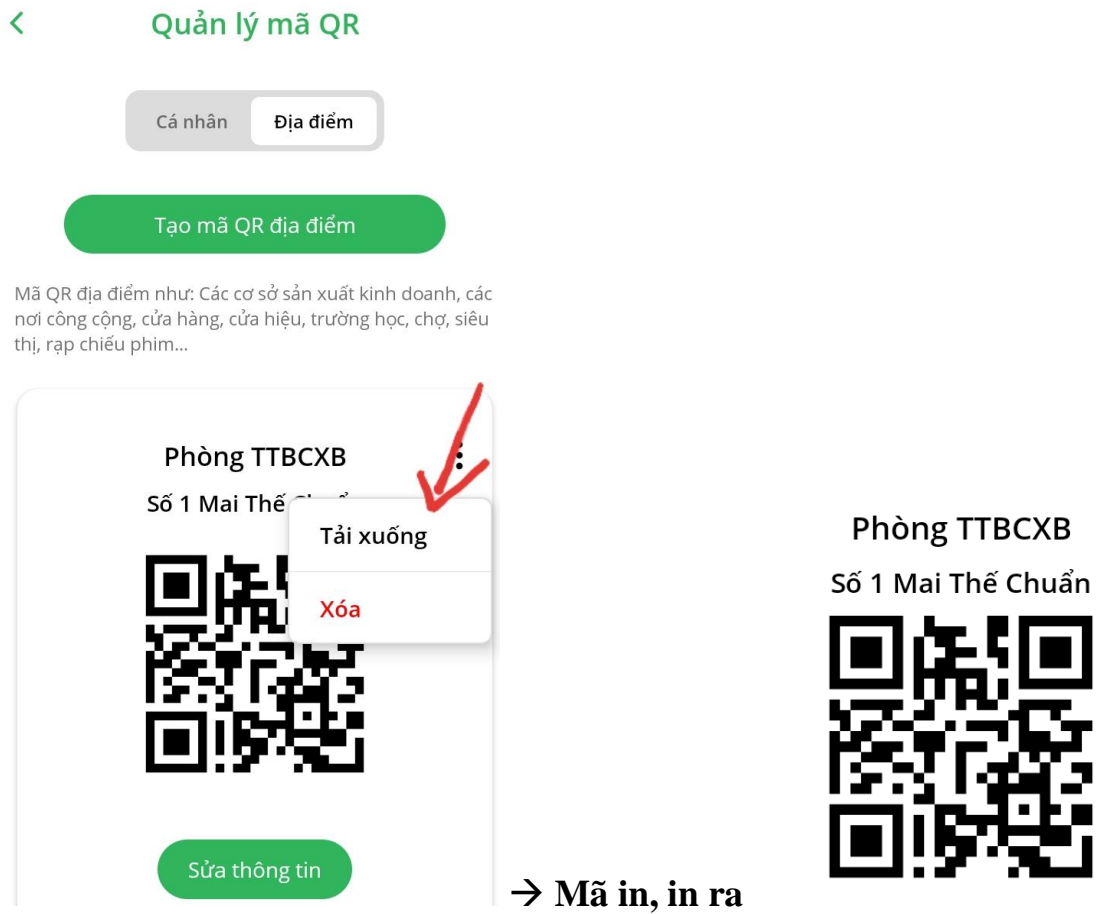 Quản lý mã QR
Cá nhân Địa điểm
Tạo mã QR địa điểm
Mã QR địa điểm như: Các cơ sở sản xuất kinh doanh, các
nơi công cộng, cửa hàng, cửa hiệu, trường học, chợ, siêu
thị, rạp chiếu phim...
Phòng TTBCXB
Số 1 Mai Thế
Tải xuống
Xóa
Sửa thông tin
→ Mã in, in ra
Phòng TTBCXB
Số 1 Mai Thế Chuẩn